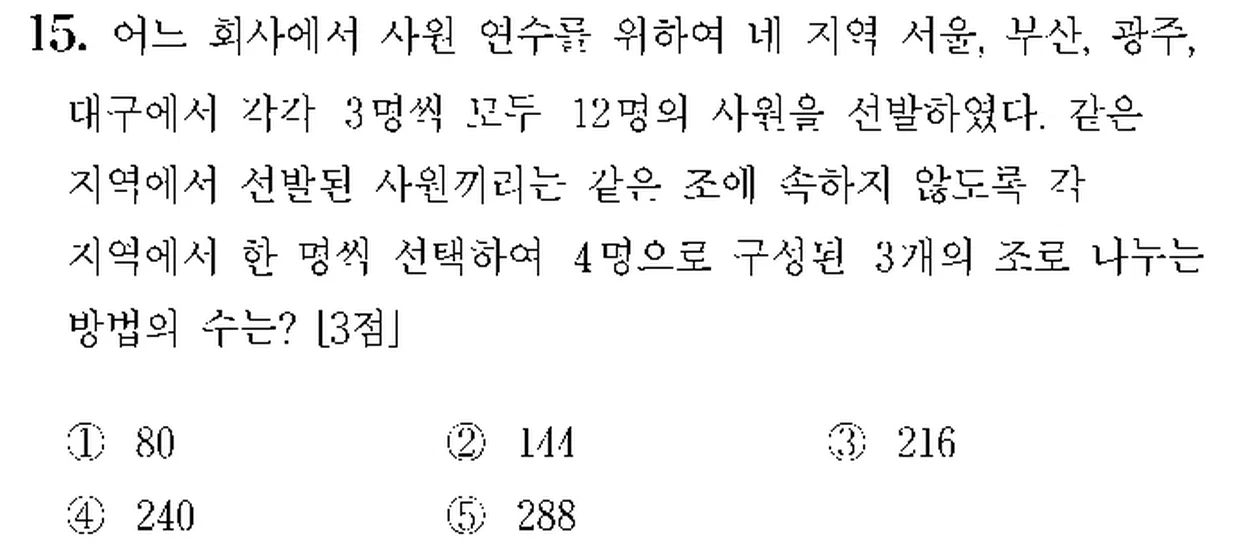 15. 어느 회사에서 사원 연수를 위하여 네 지역 서울, 부산, 광주,
대구에서 각각 3명씩 모두 12명의 사원을 선발하였다. 같은
지역에서 선발된 사원끼리는 같은 조에 속하지 않도록 각
지역에서 한 명씩 선택하여 4명으로 구성된 3개의 조로 나누는
방법의 수는? [3점]
① 80 ② 144 ③ 216
④ 240 ⑤ 288